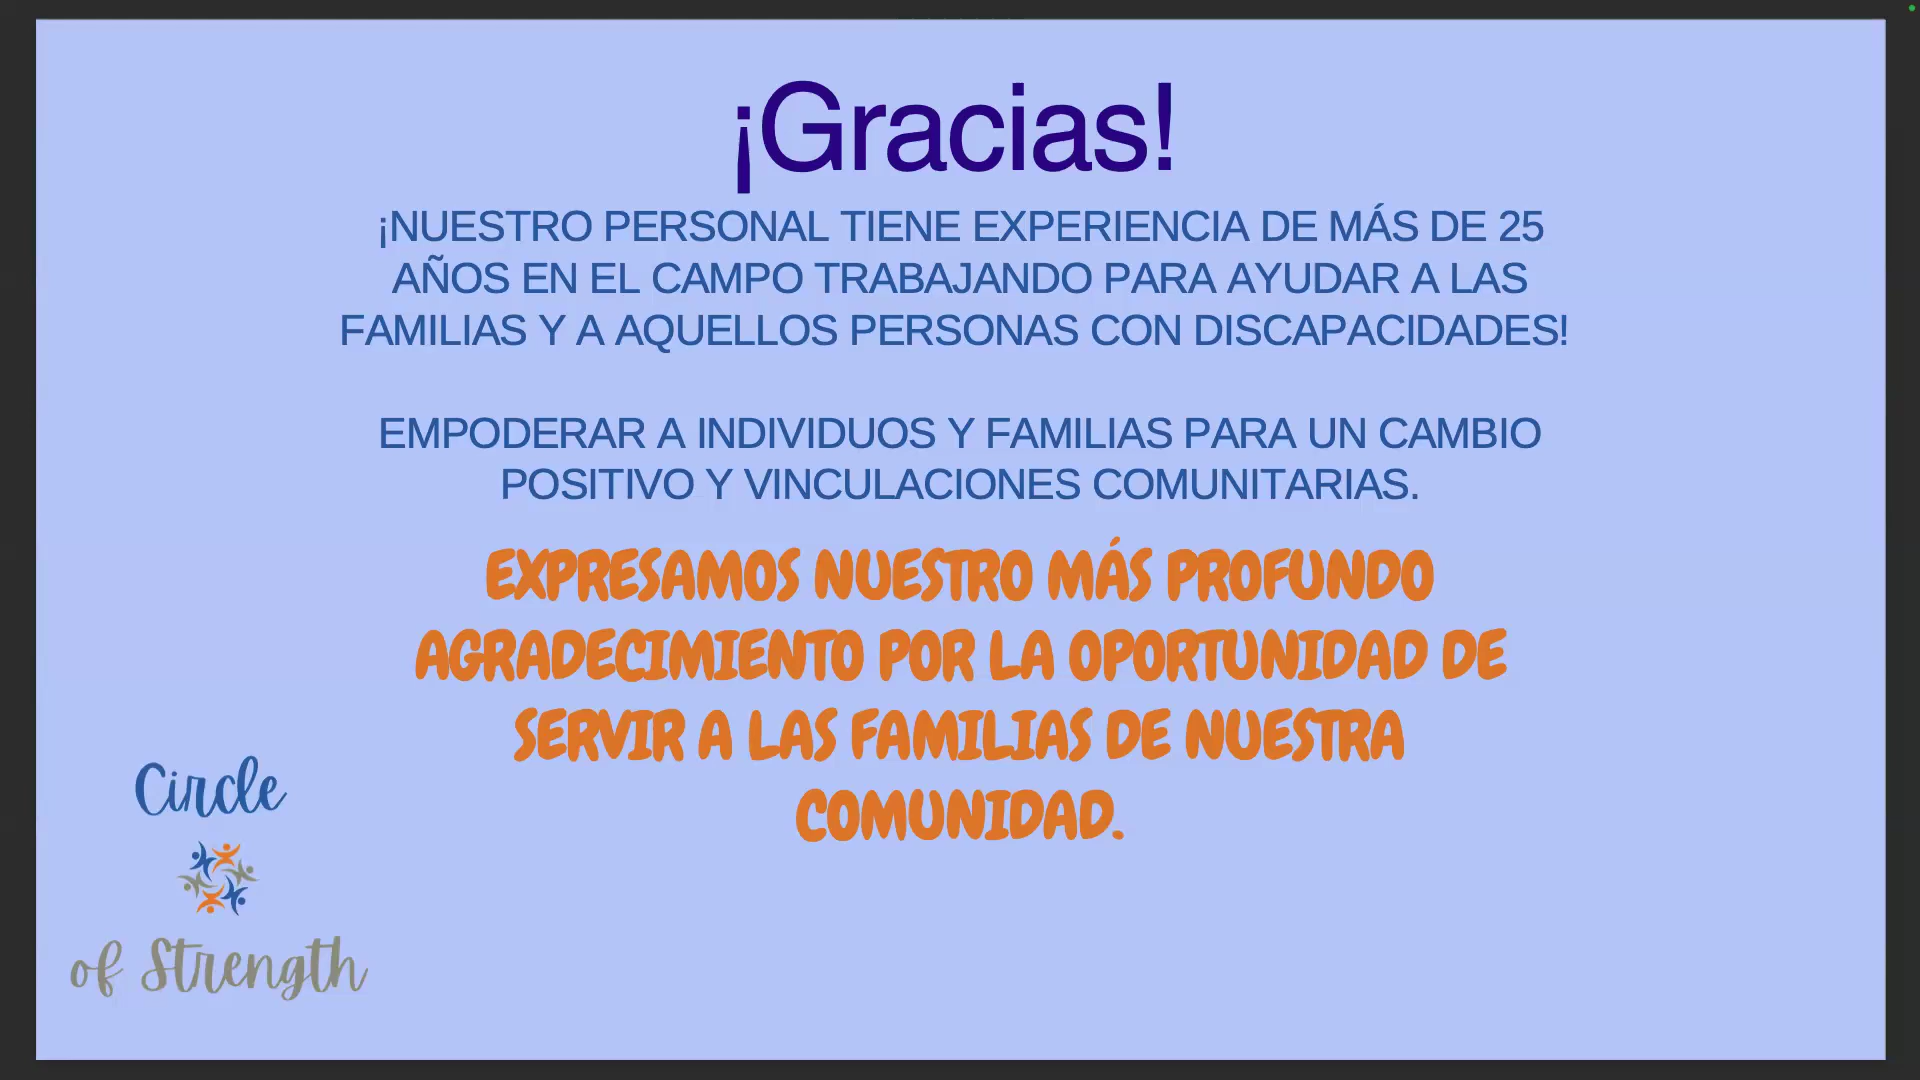 ¡Gracias!
¡NUESTRO PERSONAL TIENE EXPERIENCIA DE MÁS DE 25
AÑOS EN EL CAMPO TRABAJANDO PARA AYUDAR A LAS
FAMILIAS Y A AQUELLOS PERSONAS CON DISCAPACIDADES!
EMPODERAR A INDIVIDUOS Y FAMILIAS PARA UN CAMBIO
POSITIVO Y VINCULACIONES COMUNITARIAS.
EXPRESAMOS NUESTRO MÁS PROFUNDO
AGRADECIMIENTO POR LA OPORTUNIDAD DE
SERVIR A LAS FAMILIAS DE NUESTRA
COMUNIDAD.
Circle
of Strength